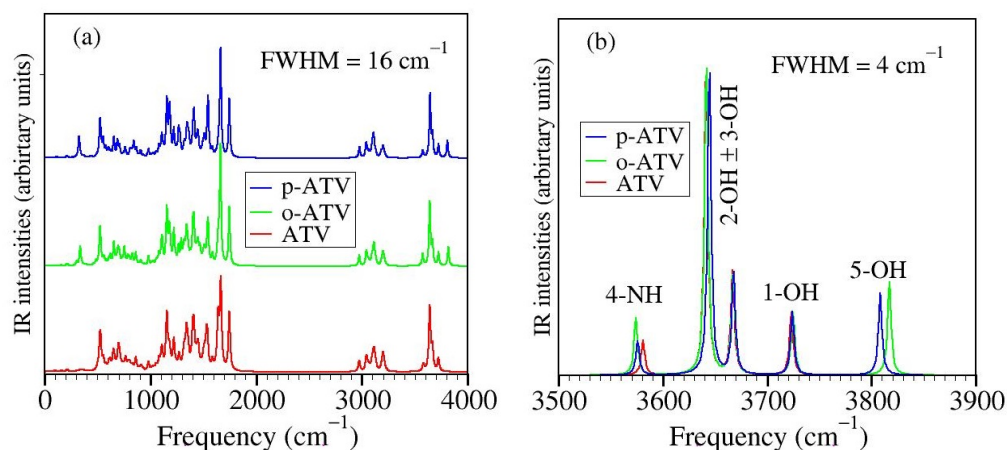 (a)
FWHM = 16 cm⁻¹
IR intensities (arbirtary units)
p-ATV
o-ATV
ATV
0
1000
2000
3000
4000
Frequency (cm⁻¹)
(b)
FWHM = 4 cm⁻¹
IR intensities (arbirtary units)
p-ATV
o-ATV
ATV
2-OH ± 3-OH
4-NH
1-OH
5-OH
3500
3600
3700
3800
3900
Frequency (cm⁻¹)